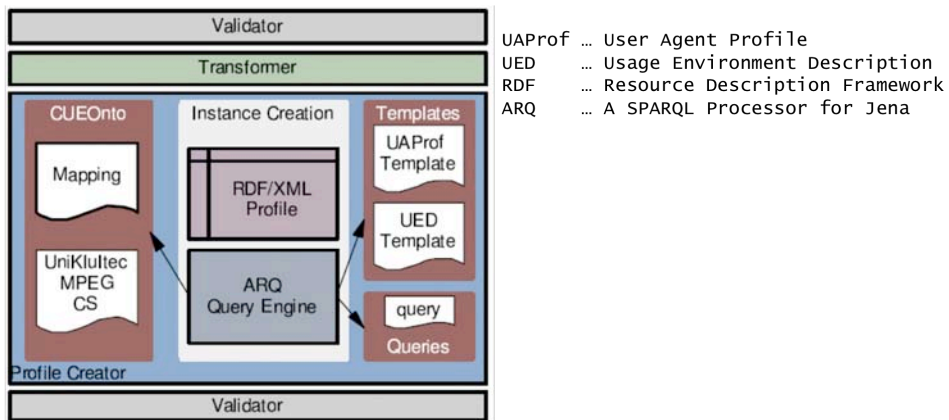 Validator
Transformer
CUEOnto
Mapping
UniKlultec
MPEG
CS
Instance Creation
RDF/XML
Profile
ARQ
Query Engine
Templates
UAProf
Template
UED
Template
query
Queries
Profile Creator
Validator
UAProf … User Agent Profile
UED … Usage Environment Description
RDF … Resource Description Framework
ARQ … A SPARQL Processor for Jena